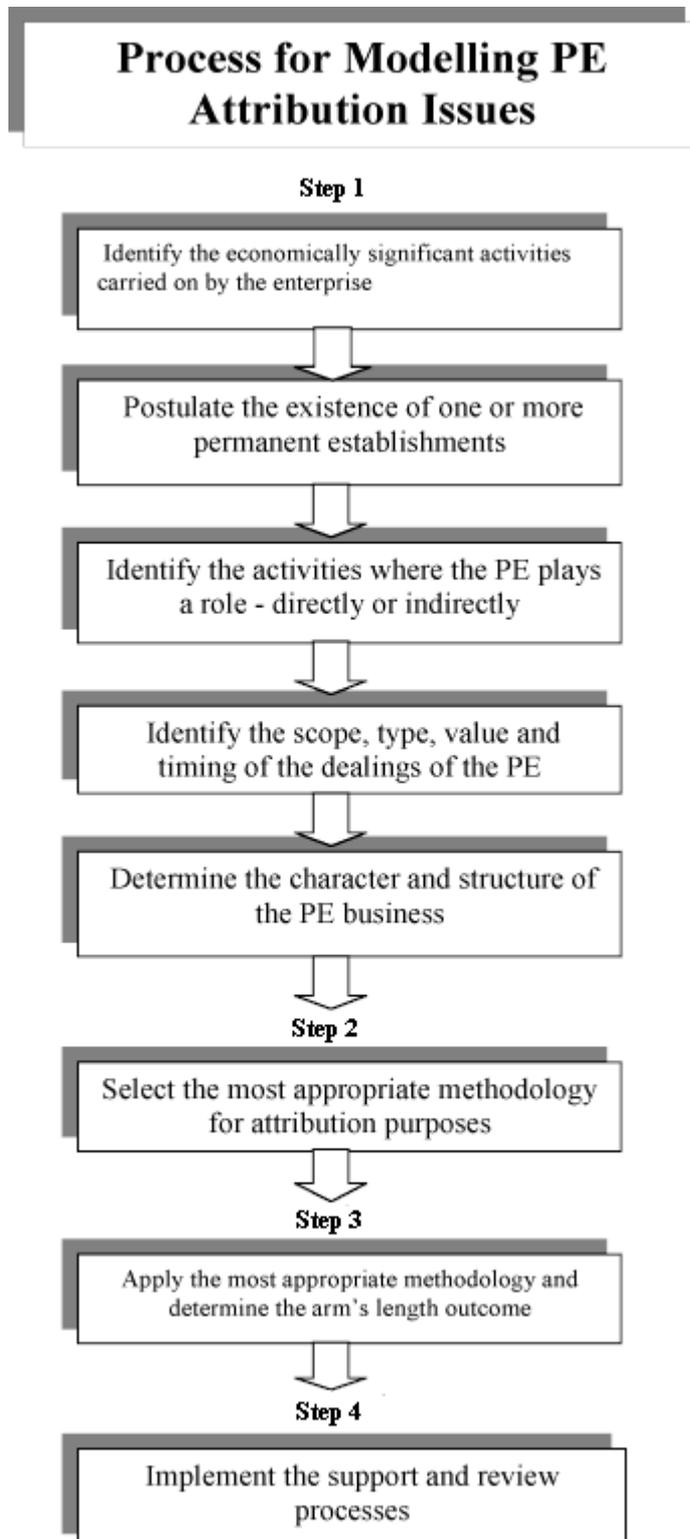 Process for Modelling PE
Attribution Issues
Step 1
Identify the economically significant activities
carried on by the enterprise
Postulate the existence of one or more
permanent establishments
Identify the activities where the PE plays
a role - directly or indirectly
Identify the scope, type, value and
timing of the dealings of the PE
Determine the character and structure of
the PE business
Step 2
Select the most appropriate methodology
for attribution purposes
Step 3
Apply the most appropriate methodology and
determine the arm's length outcome
Step 4
Implement the support and review
processes